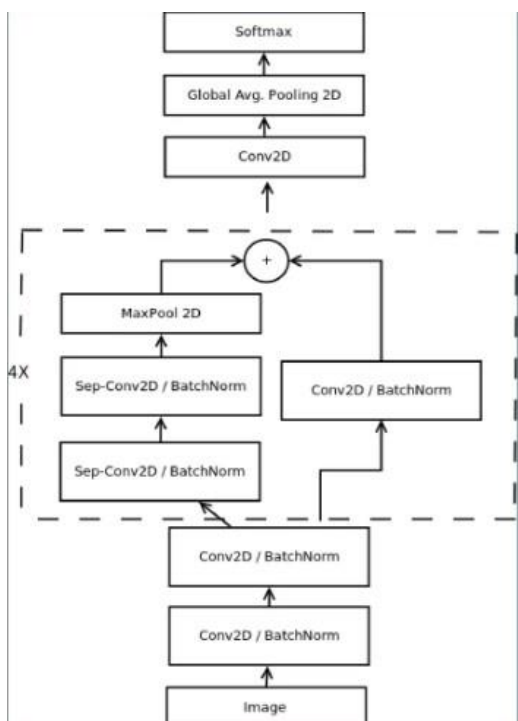 Softmax
Global Avg. Pooling 2D
Conv2D
+
MaxPool 2D
4X
Sep-Conv2D / BatchNorm
Conv2D / BatchNorm
Sep-Conv2D / BatchNorm
Conv2D / BatchNorm
Conv2D / BatchNorm
Image